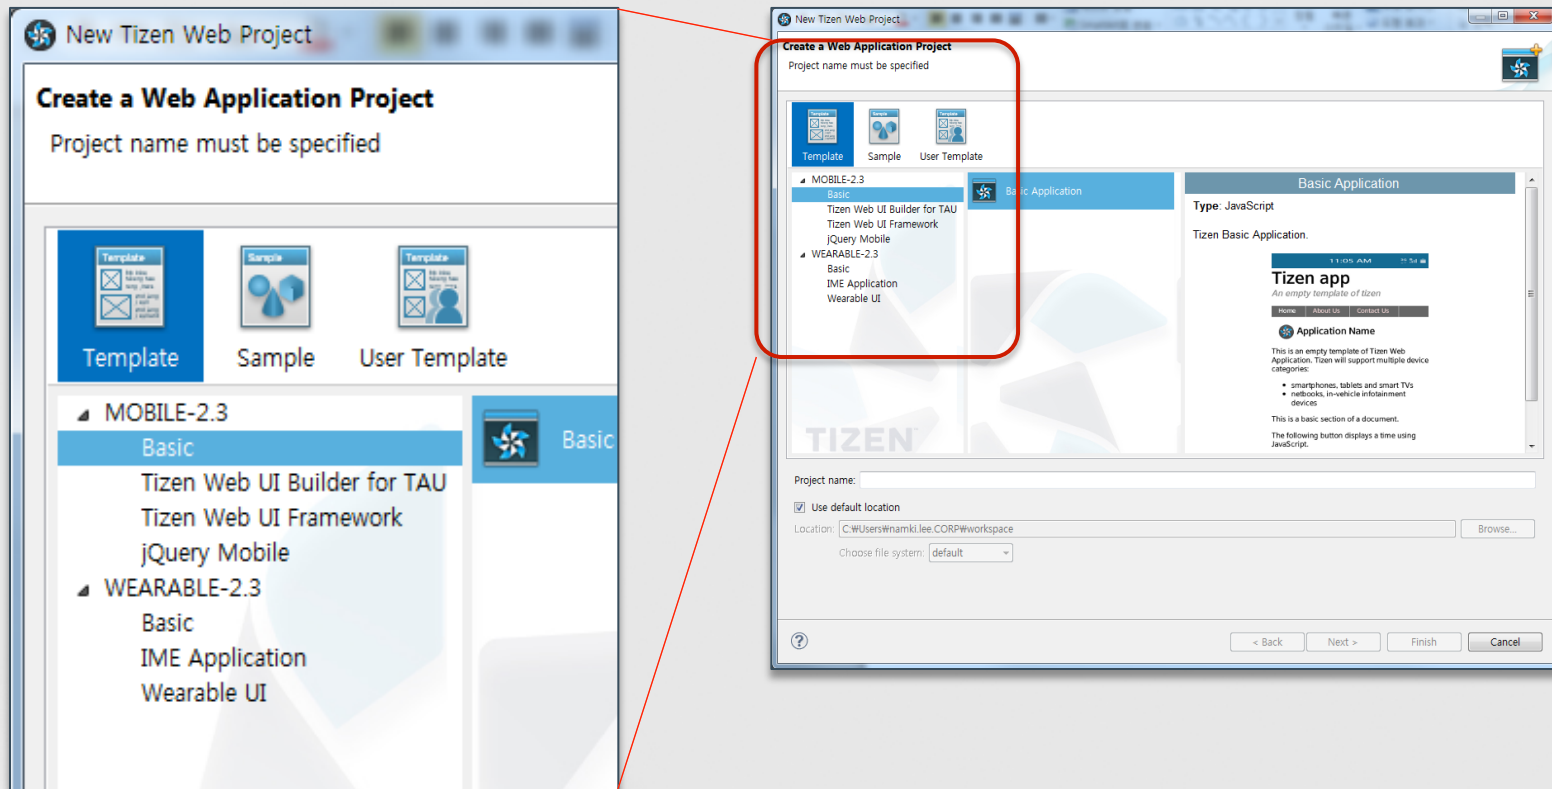 New Tizen Web Project
Create a Web Application Project
Project name must be specified
Template
Sample
Template
Template
Sample
User Template
MOBILE-2.3
Basic
Basic
Tizen Web UI Builder for TAU
Tizen Web UI Framework
jQuery Mobile
WEARABLE-2.3
Basic
IME Application
Wearable UI
New Tizen Web Project
Create a Web Application Project
Project name must be specified
Template
Sample
Template
Template
Sample
User Template
MOBILE-2.3
Basic
Tizen Web UI Builder for TAU
Tizen Web UI Framework
jQuery Mobile
WEARABLE-2.3
Basic
IME Application
Wearable UI
TIZEN
Basic Application
Basic Application
Type: JavaScript
Tizen Basic Application.
11:05 AM
Tizen app
An empty template of tizen
Home About Us Contact Us
Application Name
This is an empty template of Tizen Web
Application. Tizen will support multiple device
categories:
• smartphones, tablets and smart TVs
• netbooks, in-vehicle infotainment
devices
This is a basic section of a document.
The following button displays a time using
JavaScript.
Project name:
Use default location
Location: C:₩Users₩namki.lee.CORP₩workspace
Browse...
Choose file system: default
?
< Back Next > Finish Cancel